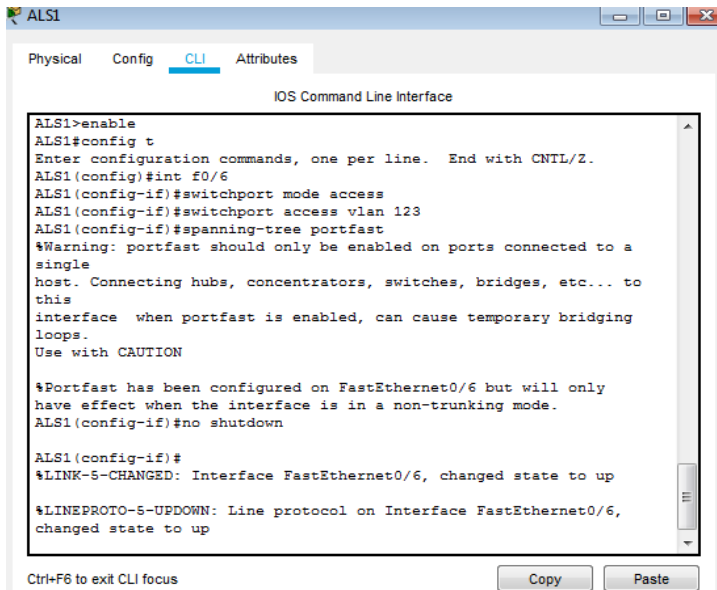 ALS1
Physical Config CLI Attributes
IOS Command Line Interface
ALS1>enable
ALS1#config t
Enter configuration commands, one per line.  End with CNTL/Z.
ALS1(config)#int f0/6
ALS1(config-if)#switchport mode access
ALS1(config-if)#switchport access vlan 123
ALS1(config-if)#spanning-tree portfast
%Warning: portfast should only be enabled on ports connected to a
single
host. Connecting hubs, concentrators, switches, bridges, etc... to
this
interface  when portfast is enabled, can cause temporary bridging
loops.
Use with CAUTION
%Portfast has been configured on FastEthernet0/6 but will only
have effect when the interface is in a non-trunking mode.
ALS1(config-if)#no shutdown
ALS1(config-if)#
%LINK-5-CHANGED: Interface FastEthernet0/6, changed state to up
%LINEPROTO-5-UPDOWN: Line protocol on Interface FastEthernet0/6,
changed state to up
Ctrl+F6 to exit CLI focus
Copy Paste